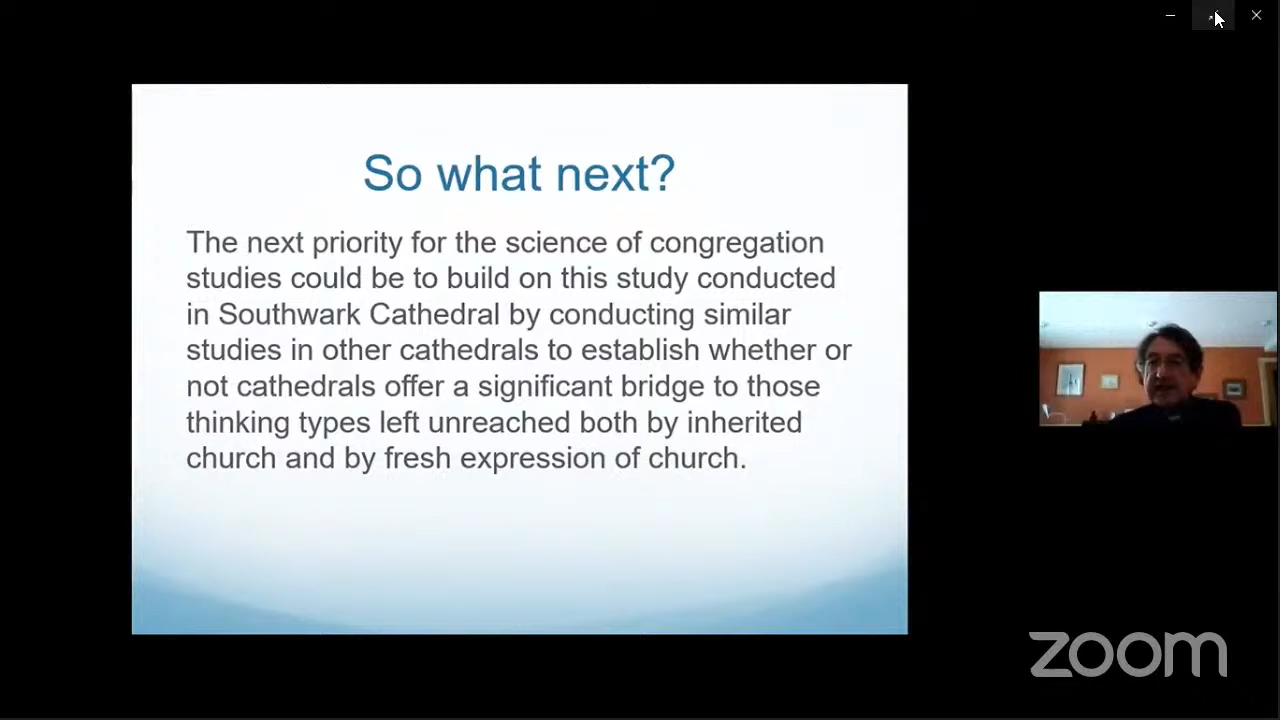 So what next?
The next priority for the science of congregation
studies could be to build on this study conducted
in Southwark Cathedral by conducting similar
studies in other cathedrals to establish whether or
not cathedrals offer a significant bridge to those
thinking types left unreached both by inherited
church and by fresh expression of church.
zoom